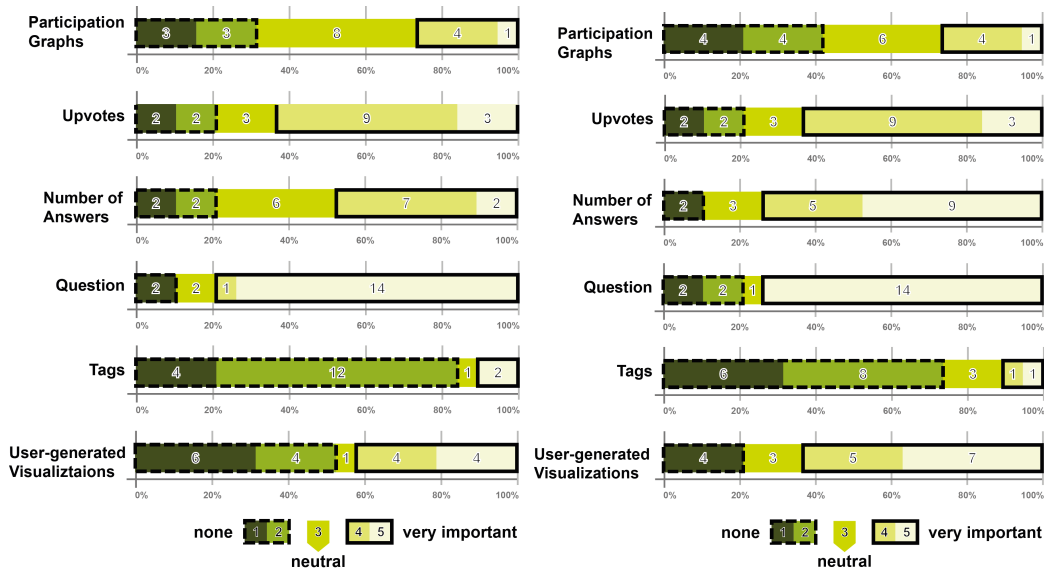 Participation
Graphs
3 3 8 4 1
0% 20% 40% 60% 80% 100%
Upvotes
2 2 3 9 3
0% 20% 40% 60% 80% 100%
Number of
Answers
2 2 6 7 2
0% 20% 40% 60% 80% 100%
Question
2 2 1 14
0% 20% 40% 60% 80% 100%
Tags
4 12 1 2
0% 20% 40% 60% 80% 100%
User-generated
Visualiztaions
6 4 1 4 4
0% 20% 40% 60% 80% 100%
none 1 2 3 4 5 very important
neutral
Participation
Graphs
4 4 6 4 1
0% 20% 40% 60% 80% 100%
Upvotes
2 2 3 9 3
0% 20% 40% 60% 80% 100%
Number of
Answers
2 3 5 9
0% 20% 40% 60% 80% 100%
Question
2 2 1 14
0% 20% 40% 60% 80% 100%
Tags
6 8 3 1 1
0% 20% 40% 60% 80% 100%
User-generated
Visualizations
4 3 5 7
0% 20% 40% 60% 80% 100%
none 1 2 3 4 5 very important
neutral